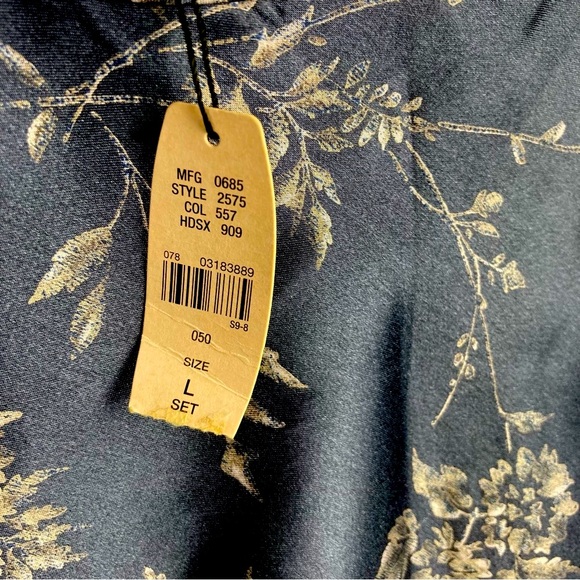 MFG 0685
STYLE 2575
COL 557
HDSX 909
078 03183889
S9-8
050
SIZE
L
SET